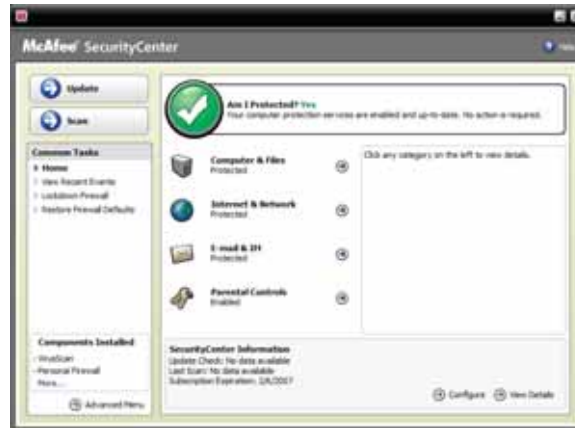 McAfee SecurityCenter
Help
Update
Scan
Common Tasks
Home
View Recent Events
Lockdown Firewall
Restore Firewall Defaults
Components Installed
VirusScan
Personal Firewall
More...
Advanced Menu
Am I Protected? Yes
Your computer protection services are enabled and up-to-date. No action is required.
Computer & Files
Protected
Internet & Network
Protected
E-mail & IM
Protected
Parental Controls
Enabled
Click any category on the left to view details.
SecurityCenter Information
Update Check: No data available
Last Scan: No data available
Subscription Expiration: 2/6/2007
Configure
View Details